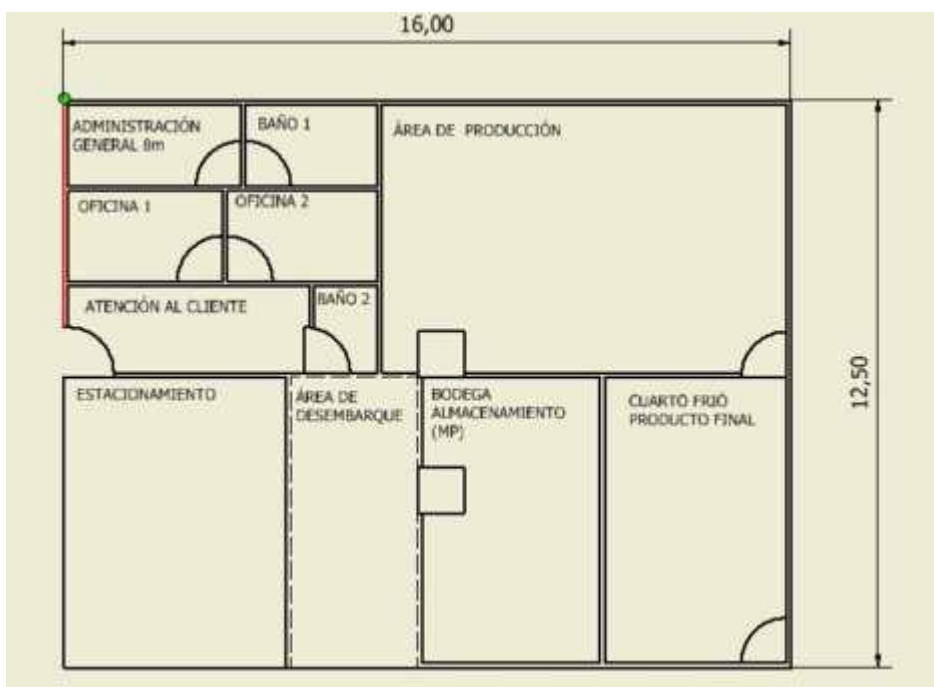 16,00
ADMINISTRACIÓN
GENERAL 8m
BAÑO 1
ÁREA DE PRODUCCIÓN
OFICINA 1
OFICINA 2
ATENCIÓN AL CLIENTE
BAÑO 2
12,50
ESTACIONAMIENTO
ÁREA DE
DESEMBARQUE
BODEGA
ALMACENAMIENTO
(MP)
CUARTO FRIÓ
PRODUCTO FINAL